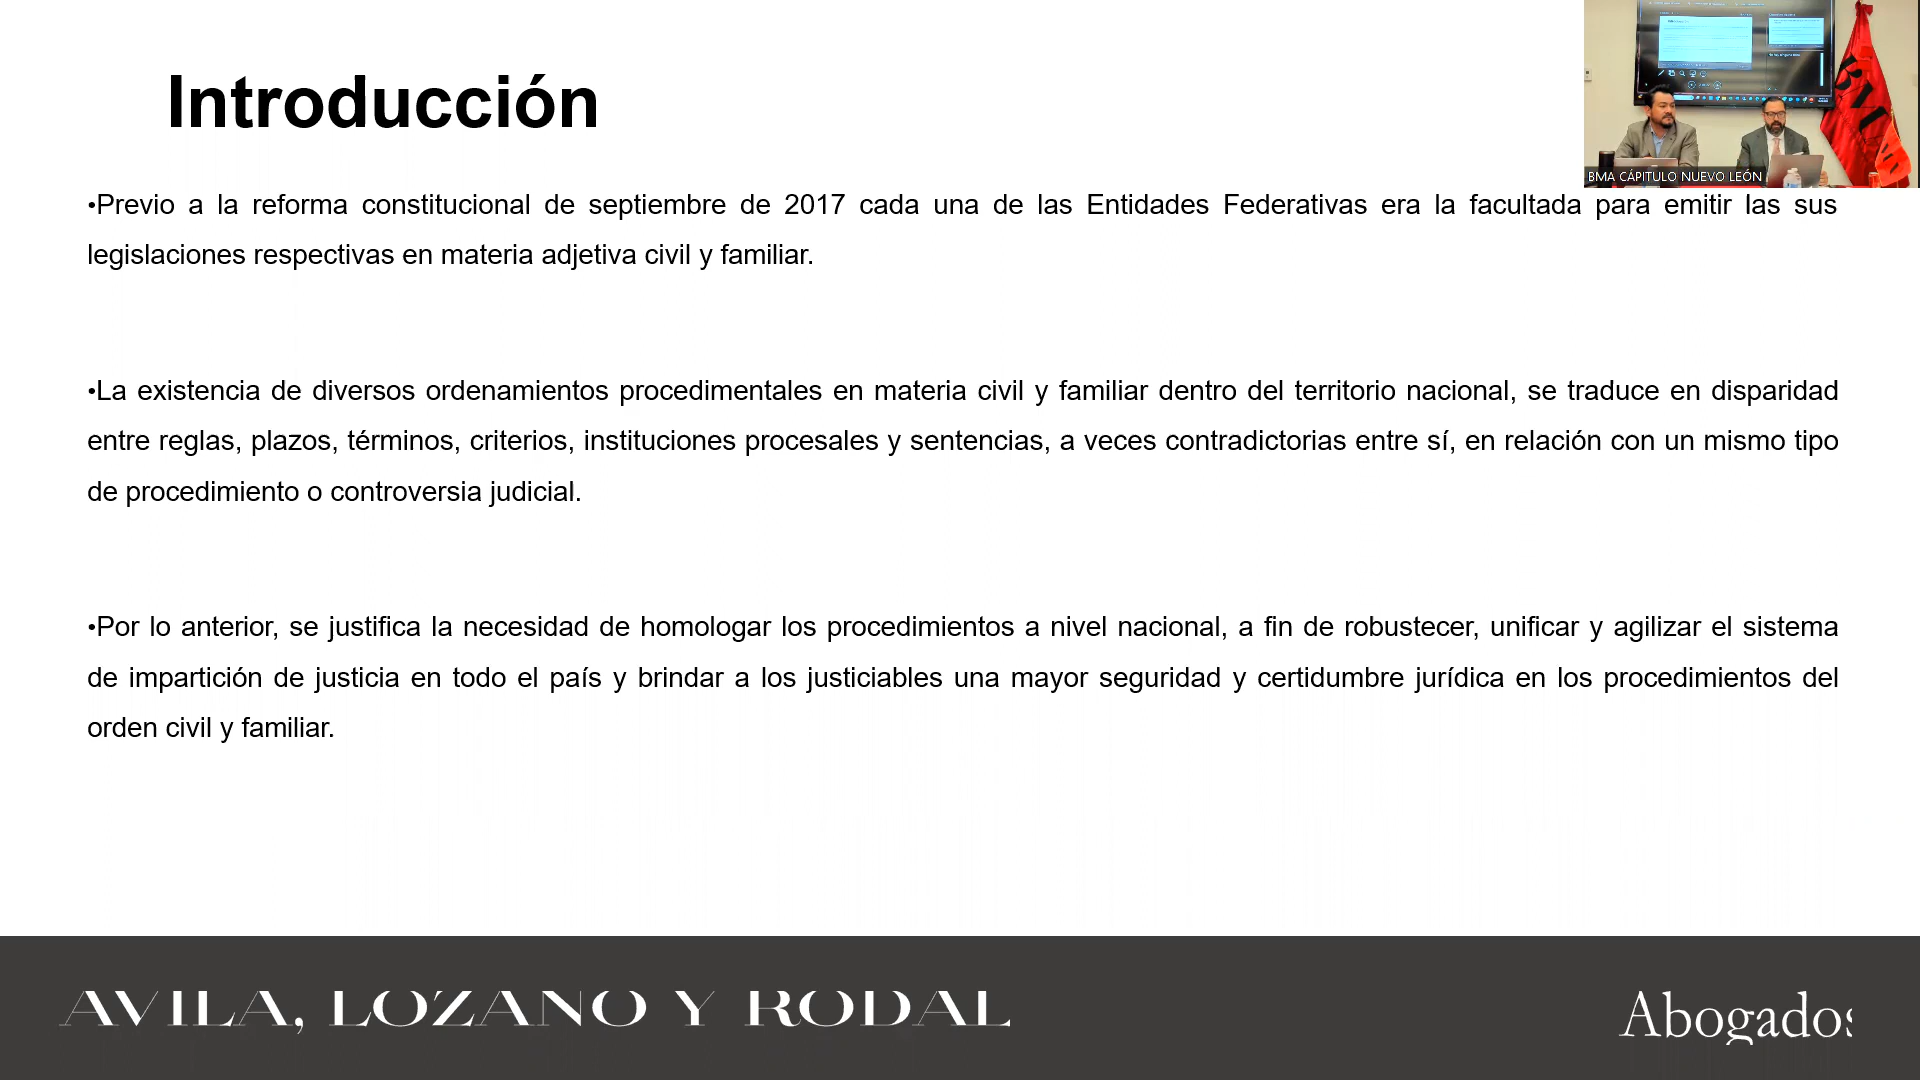 Introducción
•Previo a la reforma constitucional de septiembre de 2017 cada una de las Entidades Federativas era la facultada para emitir las sus
legislaciones respectivas en materia adjetiva civil y familiar.
•La existencia de diversos ordenamientos procedimentales en materia civil y familiar dentro del territorio nacional, se traduce en disparidad
entre reglas, plazos, términos, criterios, instituciones procesales y sentencias, a veces contradictorias entre sí, en relación con un mismo tipo
de procedimiento o controversia judicial.
•Por lo anterior, se justifica la necesidad de homologar los procedimientos a nivel nacional, a fin de robustecer, unificar y agilizar el sistema
de impartición de justicia en todo el país y brindar a los justiciables una mayor seguridad y certidumbre jurídica en los procedimientos del
orden civil y familiar.
BMA CÁPITULO NUEVO LEÓN
AVILA, LOZANO Y RODAL
Abogados